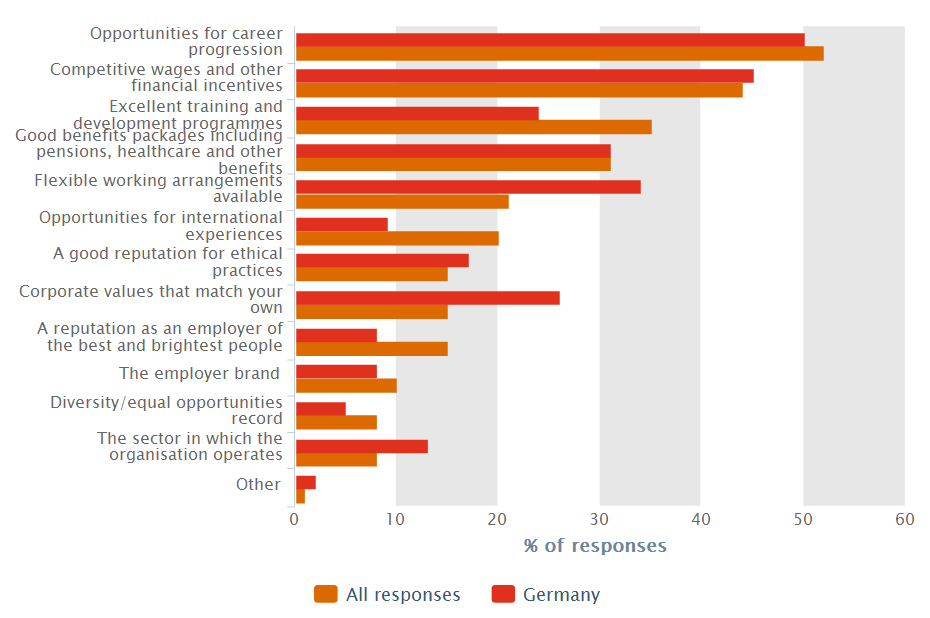 Opportunities for career
progression
Competitive wages and other
financial incentives
Excellent training and
development programmes
Good benefits packages including
pensions, healthcare and other
benefits
Flexible working arrangements
available
Opportunities for international
experiences
A good reputation for ethical
practices
Corporate values that match your
own
A reputation as an employer of
the best and brightest people
The employer brand
Diversity/equal opportunities
record
The sector in which the
organisation operates
Other
0 10 20 30 40 50 60
% of responses
All responses Germany